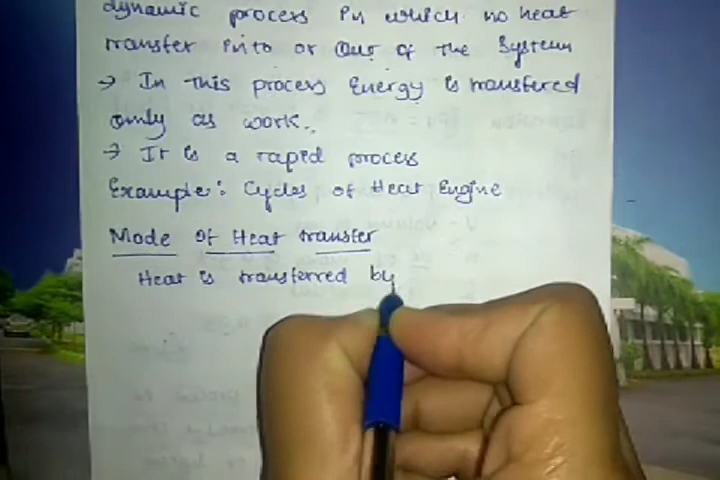 dynamic process in which no heat
transfer into or out of the system
→ In this process Energy is transferred
only as work.
→ It is a rapid process
Example: Cycles of Heat Engine
Mode of Heat transfer
Heat is transferred by